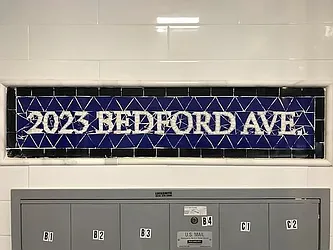 2023 BEDFORD AVE.
B1 B2 B3 B4 C1 C2
U.S. MAIL